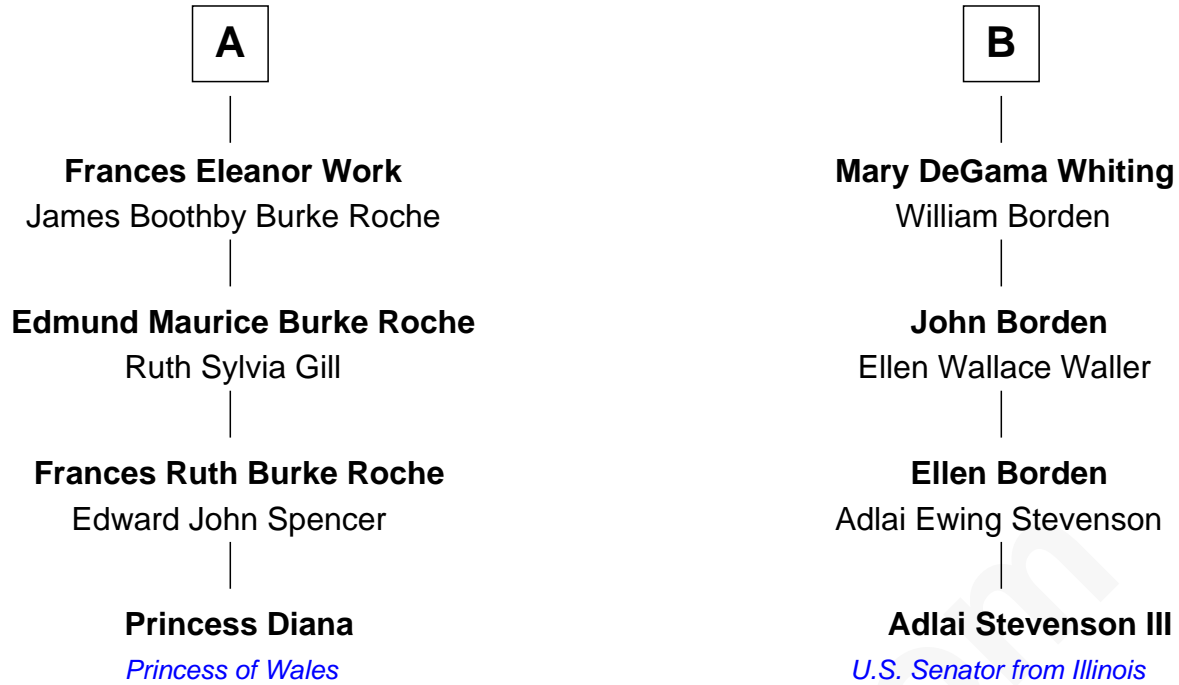 A
Frances Eleanor Work
James Boothby Burke Roche
Edmund Maurice Burke Roche
Ruth Sylvia Gill
Frances Ruth Burke Roche
Edward John Spencer
Princess Diana
Princess of Wales
B
Mary DeGama Whiting
William Borden
John Borden
Ellen Wallace Waller
Ellen Borden
Adlai Ewing Stevenson
Adlai Stevenson III
U.S. Senator from Illinois